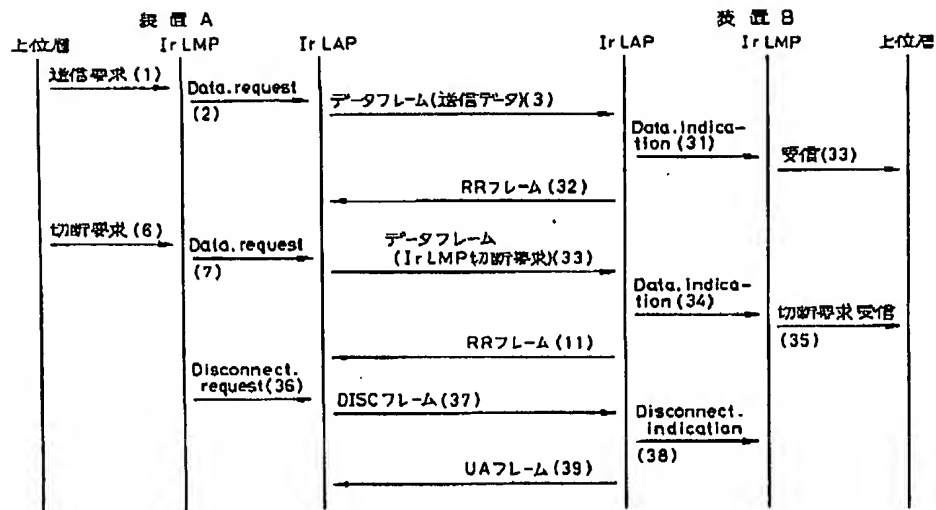 装置A
装置B
上位層
IrLMP
IrLAP
IrLAP
IrLMP
上位層
送信要求(1)
Data.request
(2)
データフレーム(送信データ)(3)
Data.indica-
tion(31)
受信(33)
RRフレーム(32)
切断要求(6)
Data.request
(7)
データフレーム
(IrLMP切断要求)(33)
Data.indica-
tion(34)
切断要求受信
(35)
RRフレーム(11)
Disconnect.
request(36)
DISCフレーム(37)
Disconnect.
indication
(38)
UAフレーム(39)